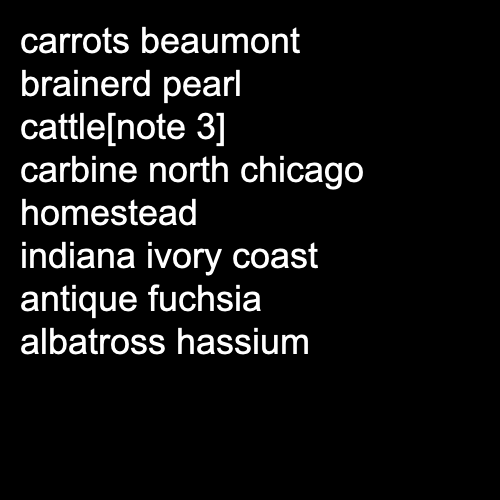 carrots beaumont
brainerd pearl
cattle[note 3]
carbine north chicago
homestead
indiana ivory coast
antique fuchsia
albatross hassium